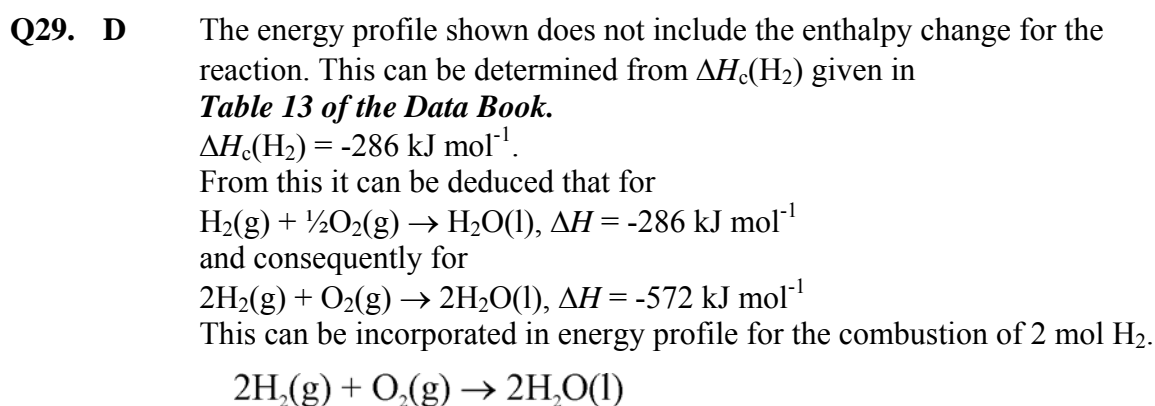 Q29. D The energy profile shown does not include the enthalpy change for the
reaction. This can be determined from ΔHc(H₂) given in
Table 13 of the Data Book.
ΔHc(H₂) = -286 kJ mol⁻¹.
From this it can be deduced that for
H₂(g) + ½O₂(g) → H₂O(l), ΔH = -286 kJ mol⁻¹
and consequently for
2H₂(g) + O₂(g) → 2H₂O(l), ΔH = -572 kJ mol⁻¹
This can be incorporated in energy profile for the combustion of 2 mol H₂.
2H₂(g) + O₂(g) → 2H₂O(l)